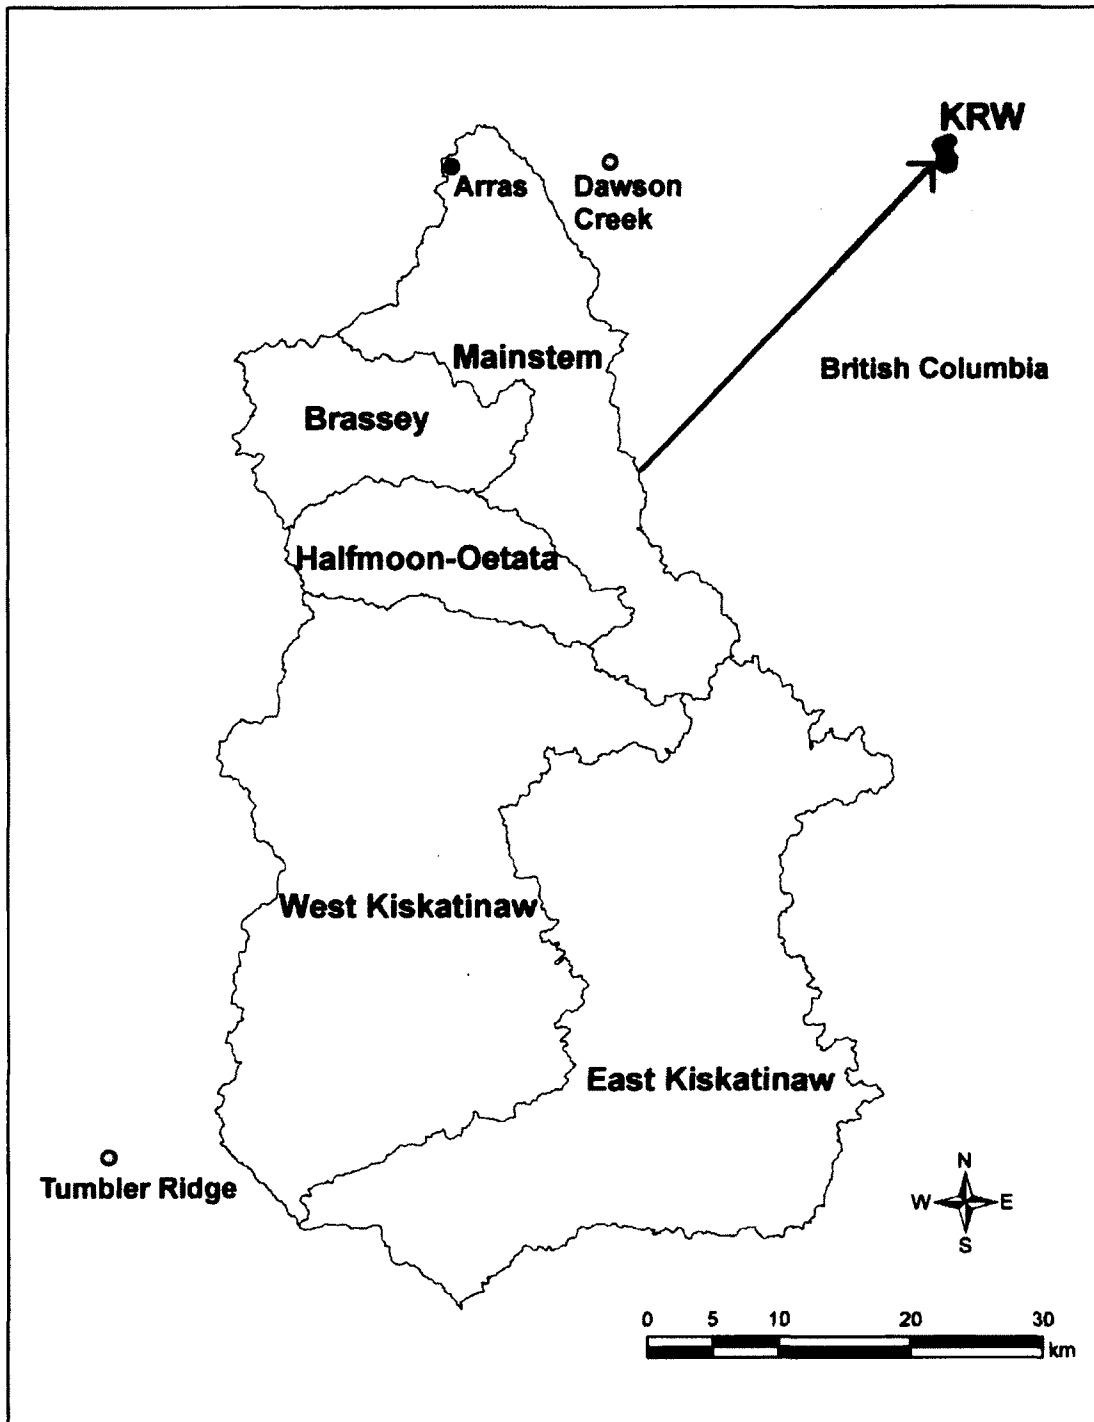 KRW
Arras
Dawson
Creek
Mainstem
British Columbia
Brassey
Halfmoon-Oetata
West Kiskatinaw
East Kiskatinaw
Tumbler Ridge
N
W
E
S
0 5 10 20 30
km